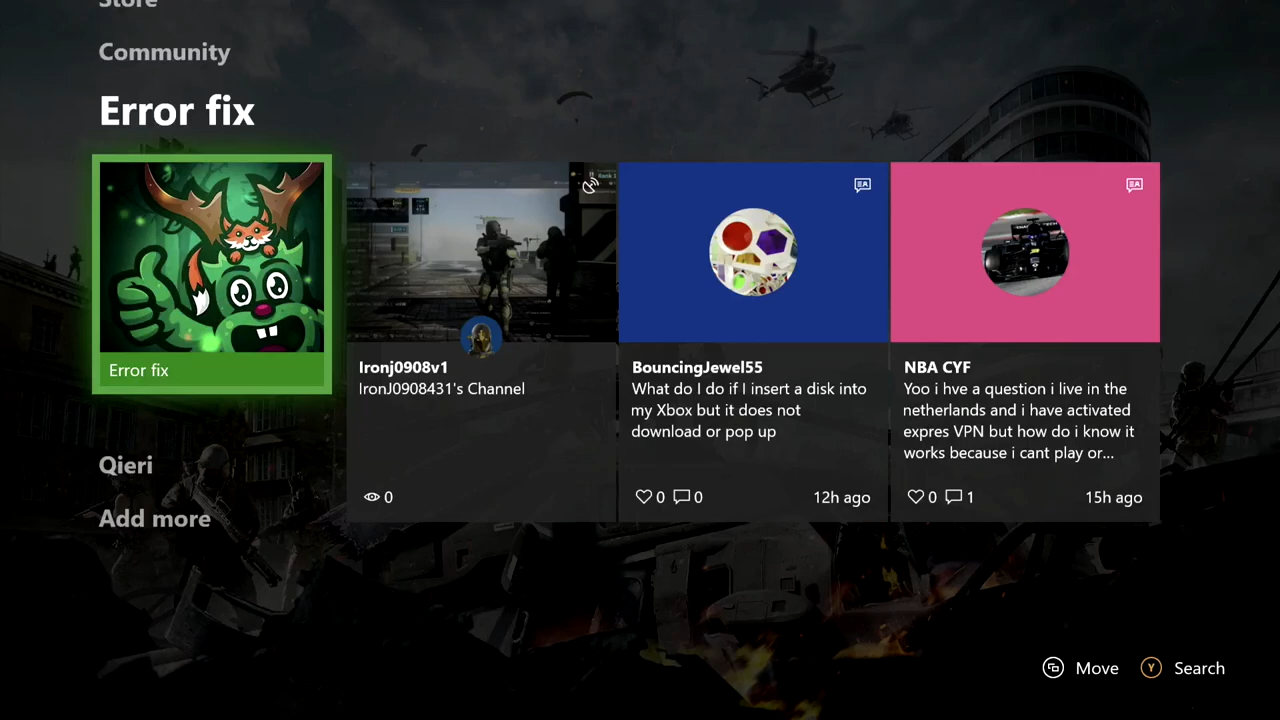 Store
Community
Error fix
Error fix
Ironj0908v1
IronJ0908431's Channel
0
BouncingJewel55
What do I do if I insert a disk into
my Xbox but it does not
download or pop up
0 0 12h ago
NBA CYF
Yoo i hve a question i live in the
netherlands and i have activated
expres VPN but how do i know it
works because i cant play or...
0 1 15h ago
Qieri
Add more
Move
Y Search